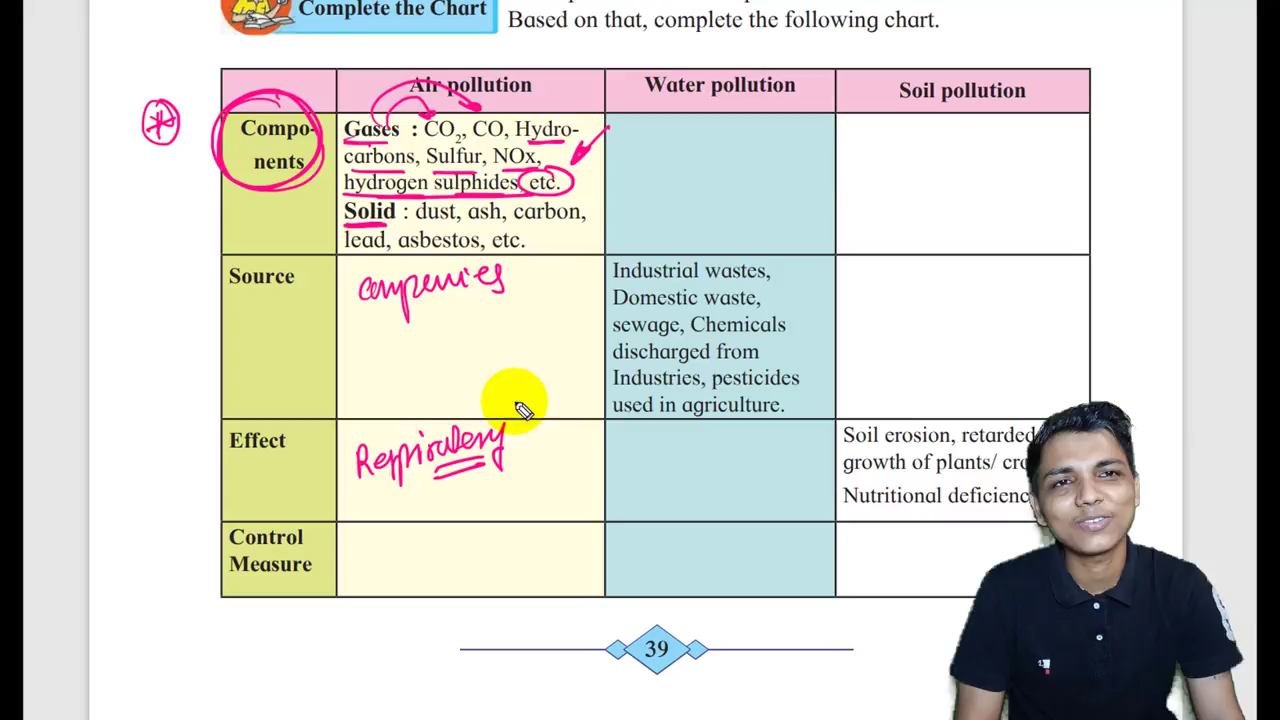 Complete the Chart
Based on that, complete the following chart.
Air pollution
Water pollution
Soil pollution
Compo-
nents
Gases : CO₂, CO, Hydro-
carbons, Sulfur, NOx,
hydrogen sulphides, etc.
Solid : dust, ash, carbon,
lead, asbestos, etc.
Source
companies
Industrial wastes,
Domestic waste,
sewage, Chemicals
discharged from
Industries, pesticides
used in agriculture.
Effect
Respiratory
Soil erosion, retarded
growth of plants/
Nutritional
Control
Measure
39